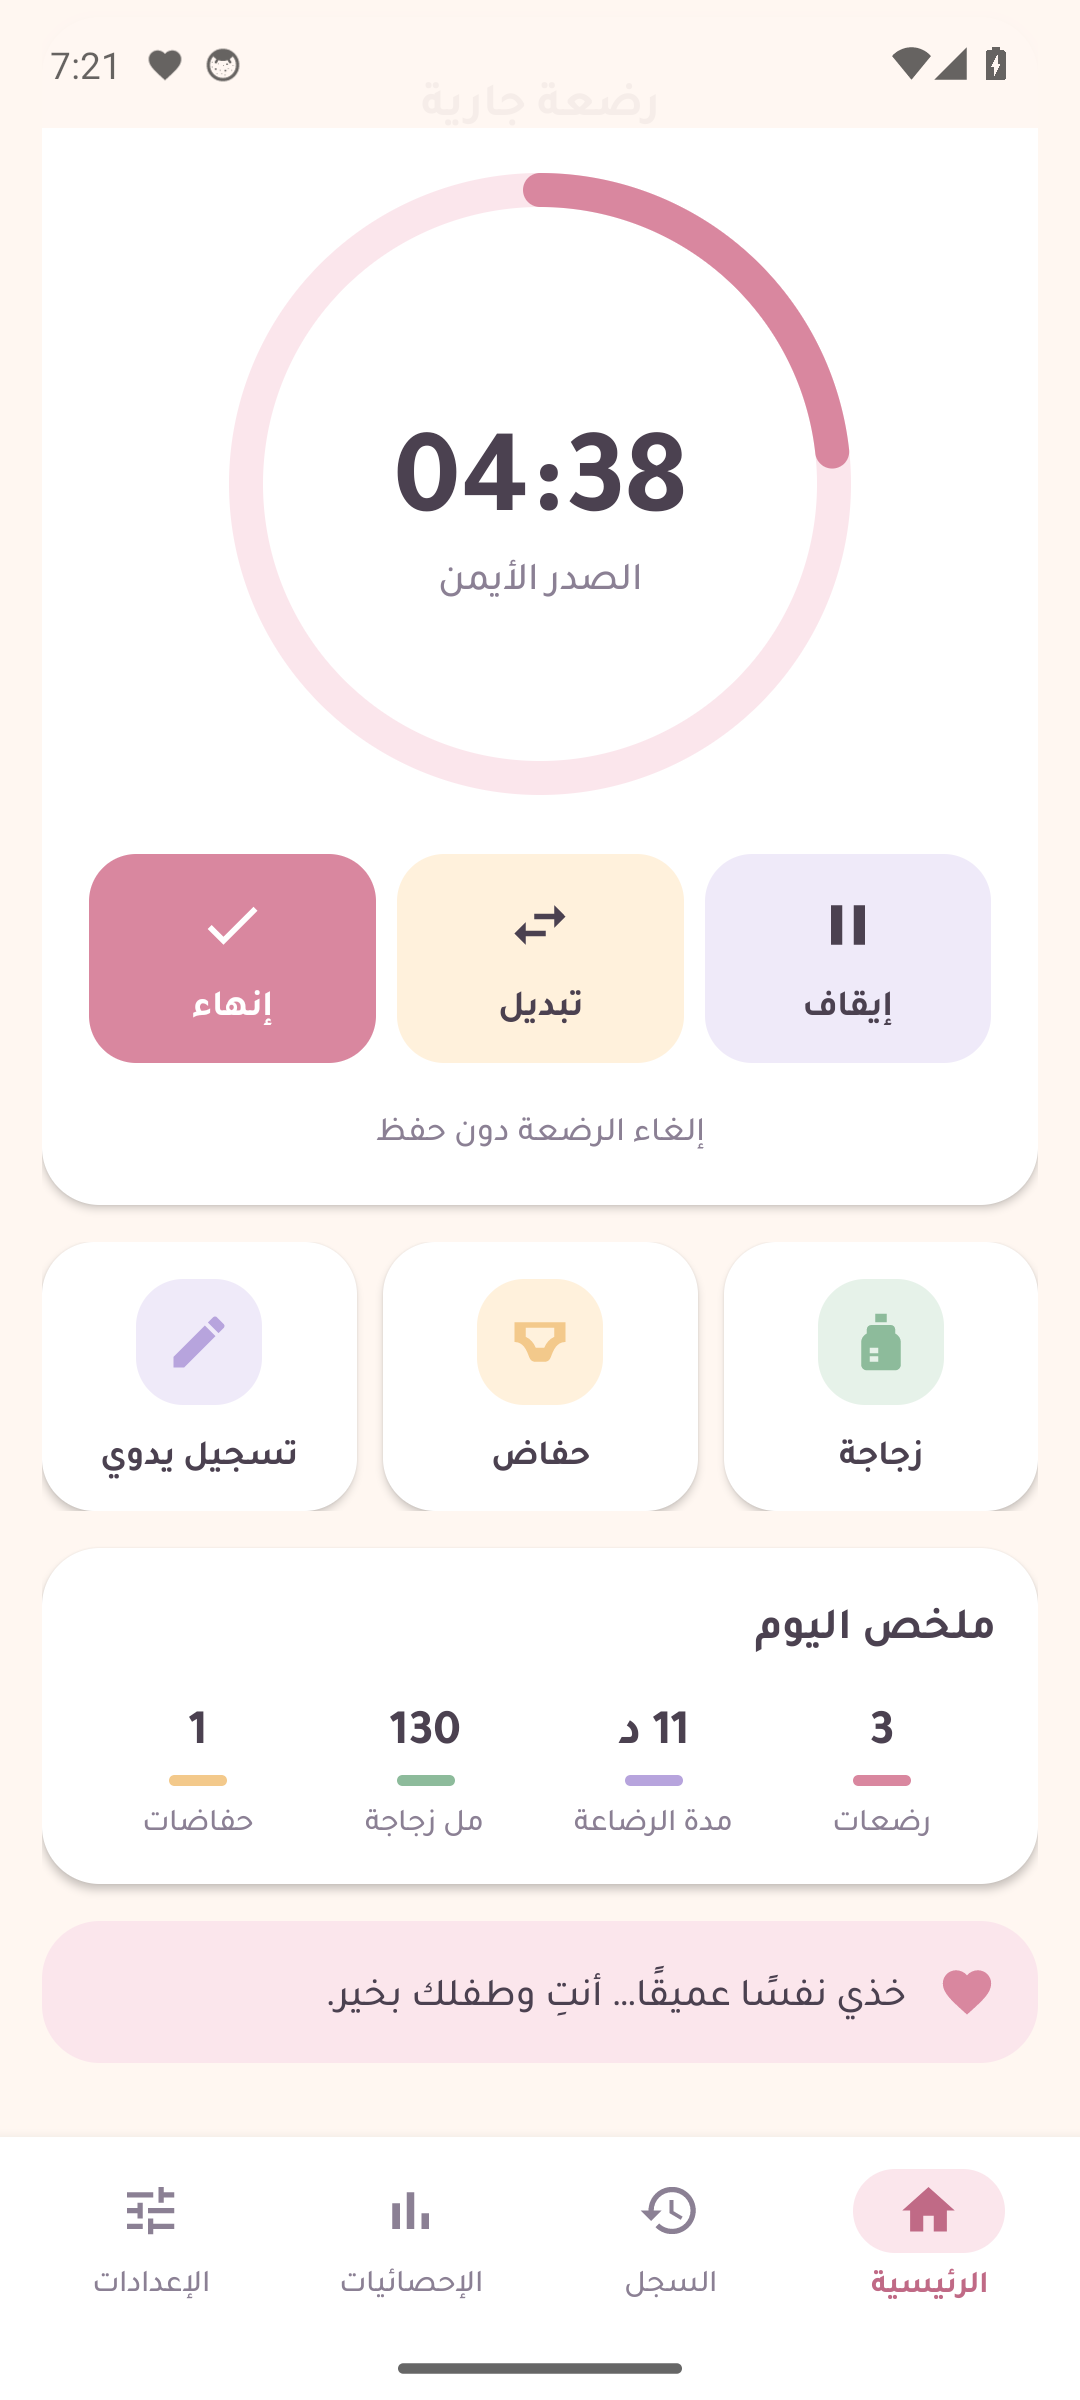 7:21
رضعة جارية
04:38
الصدر الأيمن
إيقاف
تبديل
إنهاء
إلغاء الرضعة دون حفظ
زجاجة
حفاض
تسجيل يدوي
ملخص اليوم
3
11 د
130
1
رضعات
مدة الرضاعة
مل زجاجة
حفاضات
خذي نفسًا عميقًا... أنتِ وطفلك بخير.
الرئيسية
السجل
الإحصائيات
الإعدادات